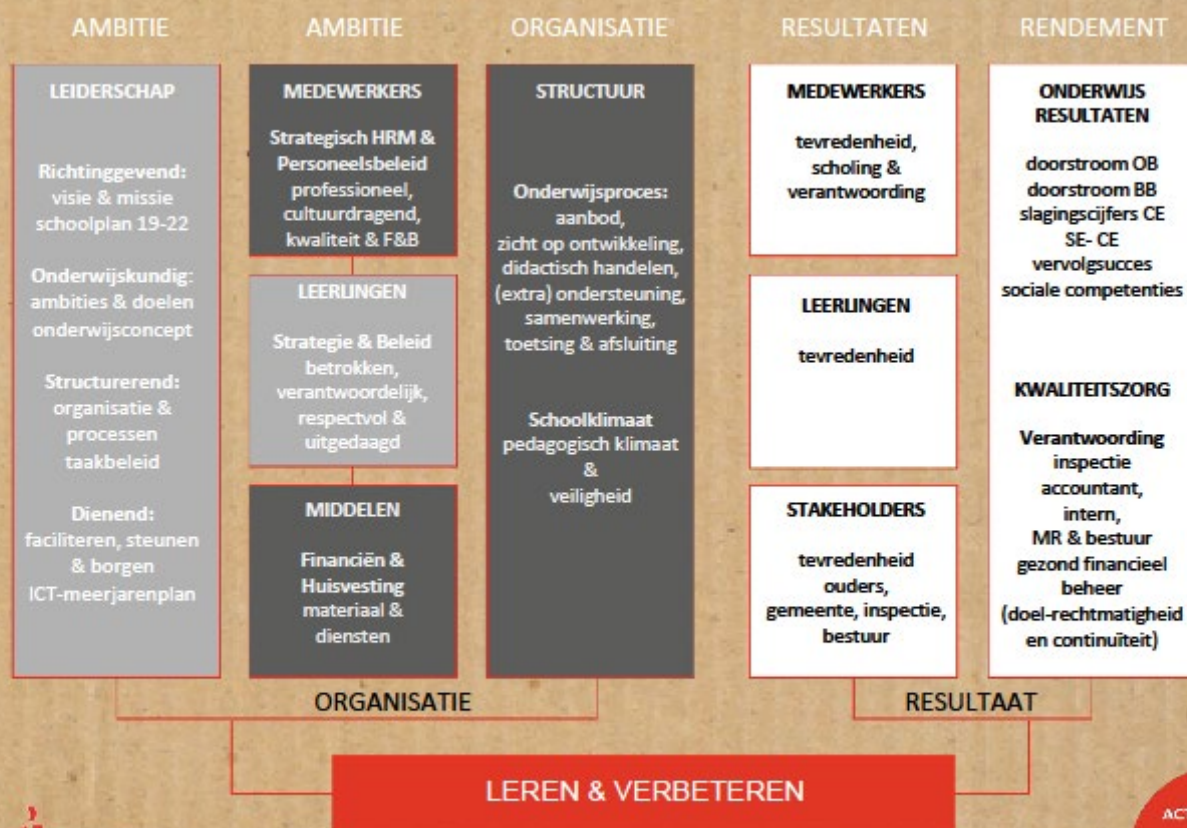 AMBITIE
AMBITIE
ORGANISATIE
RESULTATEN
RENDEMENT
LEIDERSCHAP
Richtinggevend:
visie & missie
schoolplan 19-22
Onderwijskundig:
ambities & doelen
onderwijsconcept
Structurerend:
organisatie &
processen
taakbeleid
Dienend:
faciliteren, steunen
& borgen
ICT-meerjarenplan
MEDEWERKERS
Strategisch HRM &
Personeelsbeleid
professioneel,
cultuurdragend,
kwaliteit & F&B
LEERLINGEN
Strategie & Beleid
betrokken,
verantwoordelijk,
respectvol &
uitgedaagd
MIDDELEN
Financiën &
Huisvesting
materiaal &
diensten
STRUCTUUR
Onderwijsproces:
aanbod,
zicht op ontwikkeling,
didactisch handelen,
(extra) ondersteuning,
samenwerking,
toetsing & afsluiting
Schoolklimaat
pedagogisch klimaat
&
veiligheid
MEDEWERKERS
tevredenheid,
scholing &
verantwoording
LEERLINGEN
tevredenheid
STAKEHOLDERS
tevredenheid
ouders,
gemeente, inspectie,
bestuur
ONDERWIJS
RESULTATEN
doorstroom OB
doorstroom BB
slagingscijfers CE
SE- CE
vervolgsucces
sociale competenties
KWALITEITSZORG
Verantwoording
inspectie
accountant,
intern,
MR & bestuur
gezond financieel
beheer
(doel-rechtmatigheid
en continuïteit)
ORGANISATIE
RESULTAAT
LEREN & VERBETEREN